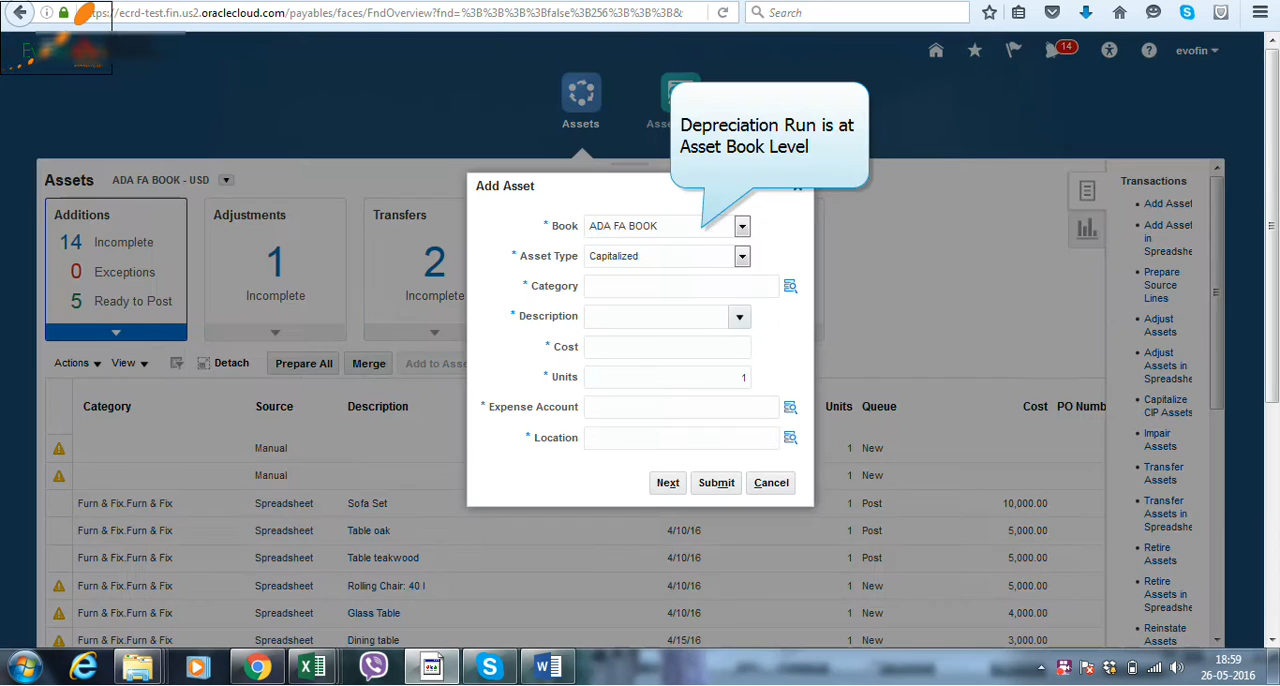 ttps://ecrd-test.fin.us2.oraclecloud.com/payables/faces/FndOverview?fnd=%3B%3B%3B%3Bfalse%3B256%3B%3B%3B&
Search
14
evofin
Assets
Depreciation Run is at
Asset Book Level
Assets
ADA FA BOOK - USD
Additions
14 Incomplete
0 Exceptions
5 Ready to Post
Adjustments
1
Incomplete
Transfers
2
Incomplete
Add Asset
* Book ADA FA BOOK
* Asset Type Capitalized
* Category
* Description
* Cost
* Units 1
* Expense Account
* Location
Next Submit Cancel
Actions View Detach Prepare All Merge Add to Asse
Category Source Description Units Queue Cost PO Numb
Manual 1 New
Manual 1 New
Furn & Fix.Furn & Fix Spreadsheet Sofa Set 1 Post 10,000.00
Furn & Fix.Furn & Fix Spreadsheet Table oak 4/10/16 1 Post 5,000.00
Furn & Fix.Furn & Fix Spreadsheet Table teakwood 4/10/16 1 Post 5,000.00
Furn & Fix.Furn & Fix Spreadsheet Rolling Chair: 40 I 4/10/16 1 New 5,000.00
Furn & Fix.Furn & Fix Spreadsheet Glass Table 4/10/16 1 New 4,000.00
Furn & Fix.Furn & Fix Spreadsheet Dining table 4/15/16 1 New 3,000.00
Transactions
Add Asset
Add Asset
in
Spreadshe
Prepare
Source
Lines
Adjust
Assets
Adjust
Assets in
Spreadshe
Capitalize
CIP Assets
Impair
Assets
Transfer
Assets
Transfer
Assets in
Spreadshe
Retire
Assets
Retire
Assets in
Spreadshe
Reinstate
Assets
18:59
26-05-2016